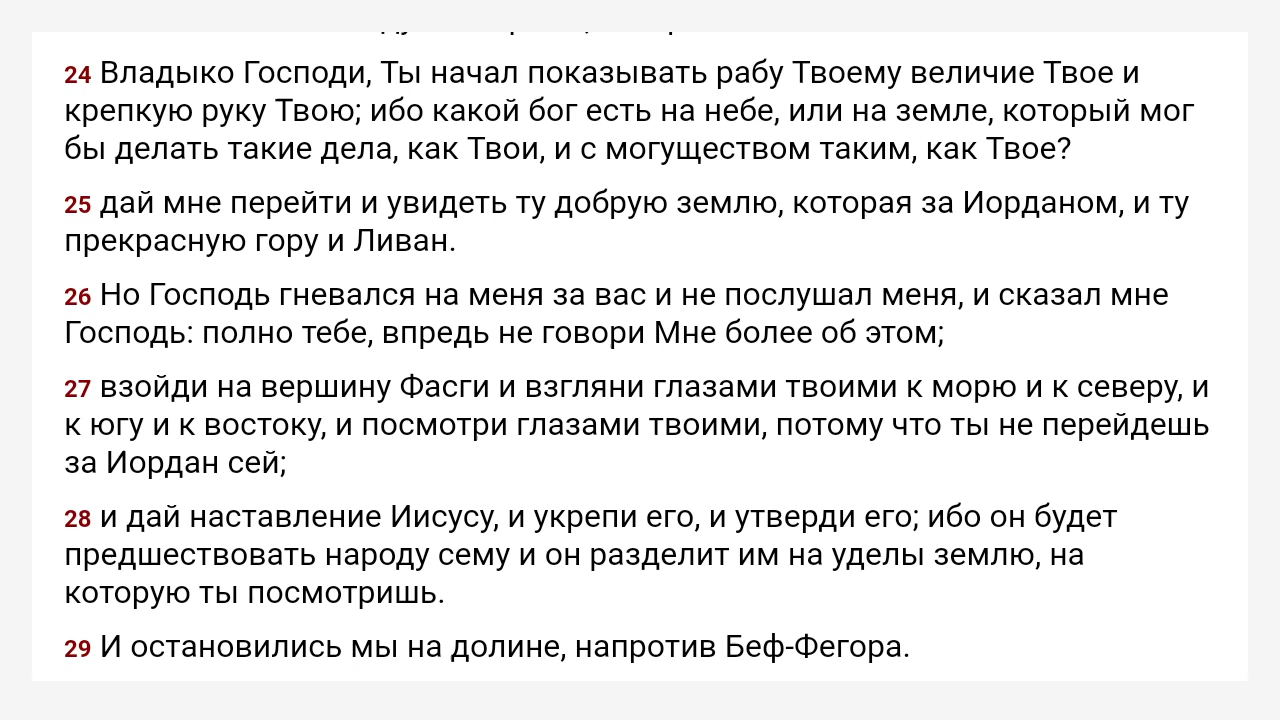 24 Владыко Господи, Ты начал показывать рабу Твоему величие Твое и
крепкую руку Твою; ибо какой бог есть на небе, или на земле, который мог
бы делать такие дела, как Твои, и с могуществом таким, как Твое?
25 дай мне перейти и увидеть ту добрую землю, которая за Иорданом, и ту
прекрасную гору и Ливан.
26 Но Господь гневался на меня за вас и не послушал меня, и сказал мне
Господь: полно тебе, впредь не говори Мне более об этом;
27 взойди на вершину Фасги и взгляни глазами твоими к морю и к северу, и
к югу и к востоку, и посмотри глазами твоими, потому что ты не перейдешь
за Иордан сей;
28 и дай наставление Иисусу, и укрепи его, и утверди его; ибо он будет
предшествовать народу сему и он разделит им на уделы землю, на
которую ты посмотришь.
29 И остановились мы на долине, напротив Беф-Фегора.